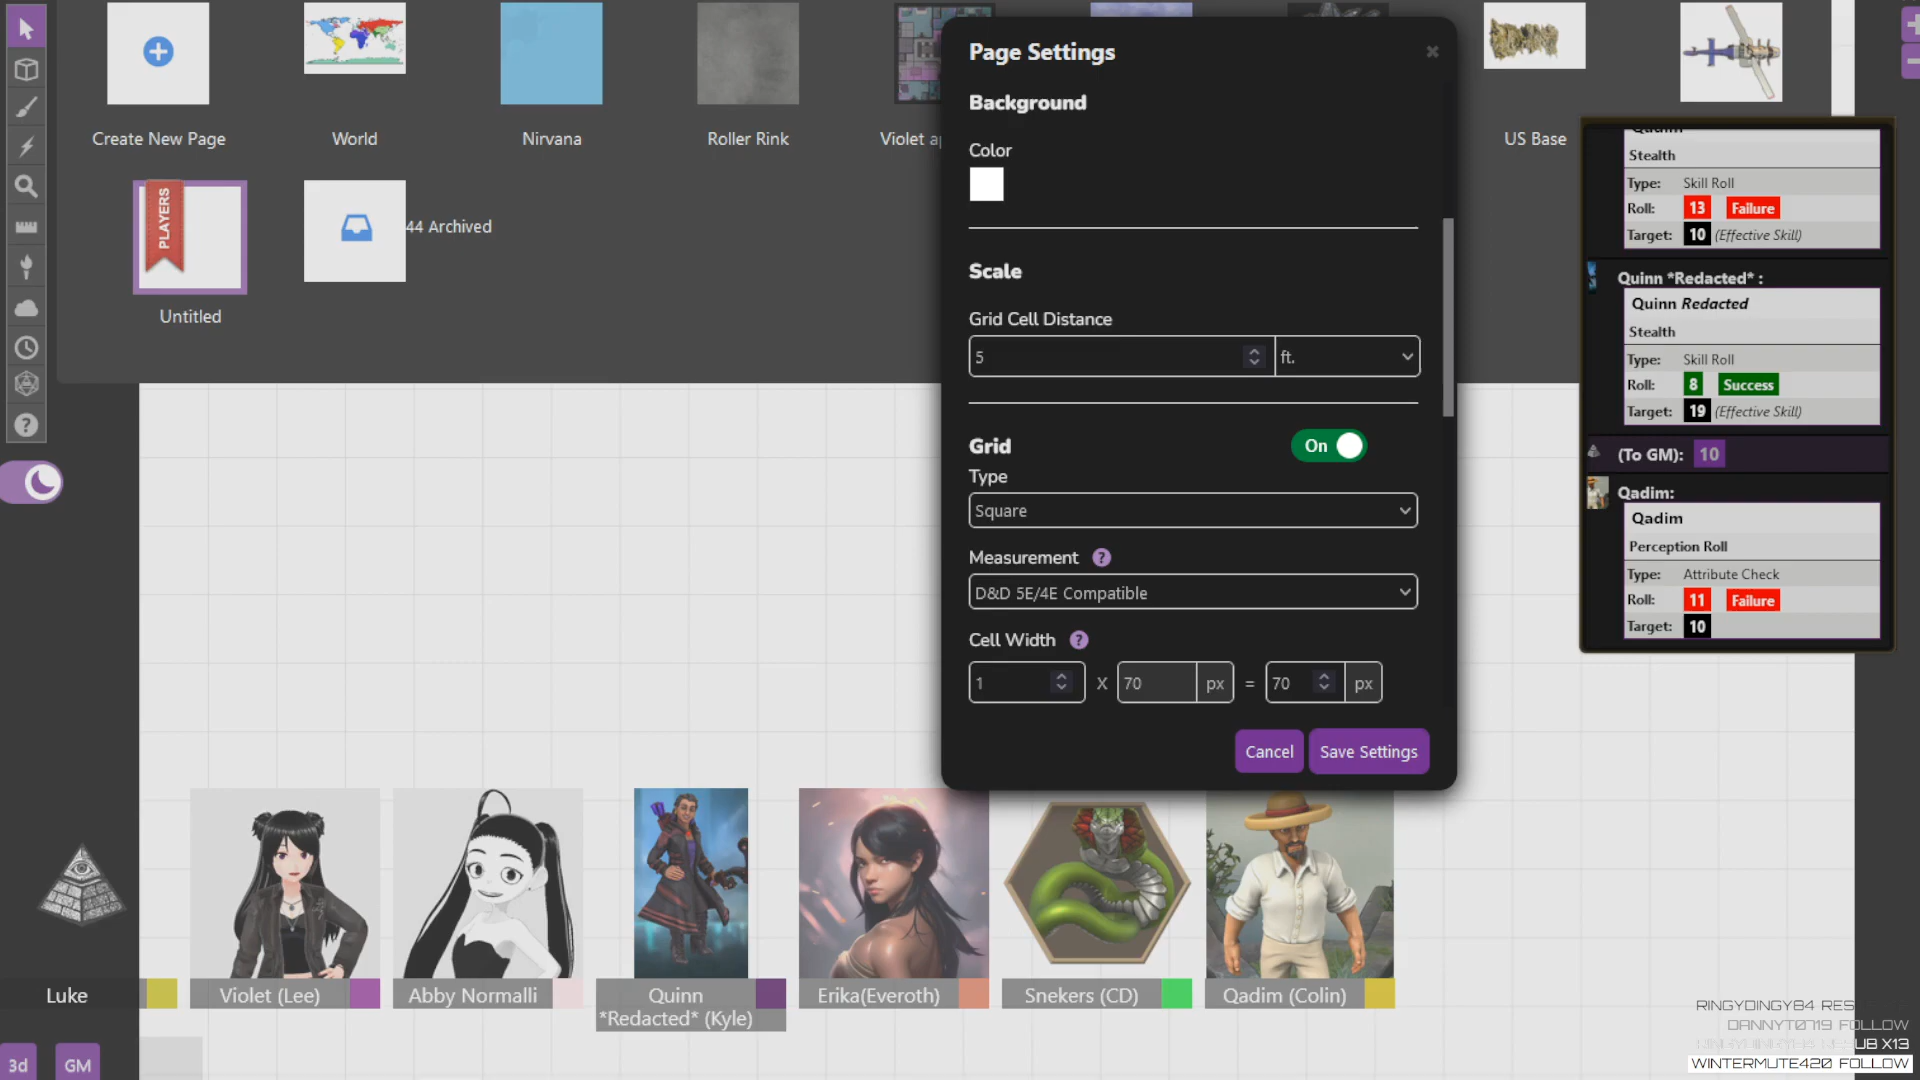 Create New Page
World
Nirvana
Roller Rink
Violet a
US Base
PLAYERS
44 Archived
Untitled
Page Settings
Background
Color
Scale
Grid Cell Distance
5
ft.
Grid
On
Type
Square
Measurement ?
D&D 5E/4E Compatible
Cell Width ?
1 X 70 px = 70 px
Cancel
Save Settings
Qadim
Stealth
Type: Skill Roll
Roll: 13 Failure
Target: 10 (Effective Skill)
Quinn *Redacted* :
Quinn Redacted
Stealth
Type: Skill Roll
Roll: 8 Success
Target: 19 (Effective Skill)
(To GM): 10
Qadim:
Qadim
Perception Roll
Type: Attribute Check
Roll: 11 Failure
Target: 10
Luke
Violet (Lee)
Abby Normalli
Quinn
*Redacted* (Kyle)
Erika(Everoth)
Snekers (CD)
Qadim (Colin)
3d
GM
RINGYDINGY84 RES
DANNYT0719 FOLLOW
UB X13
WINTERMUTE420 FOLLOW